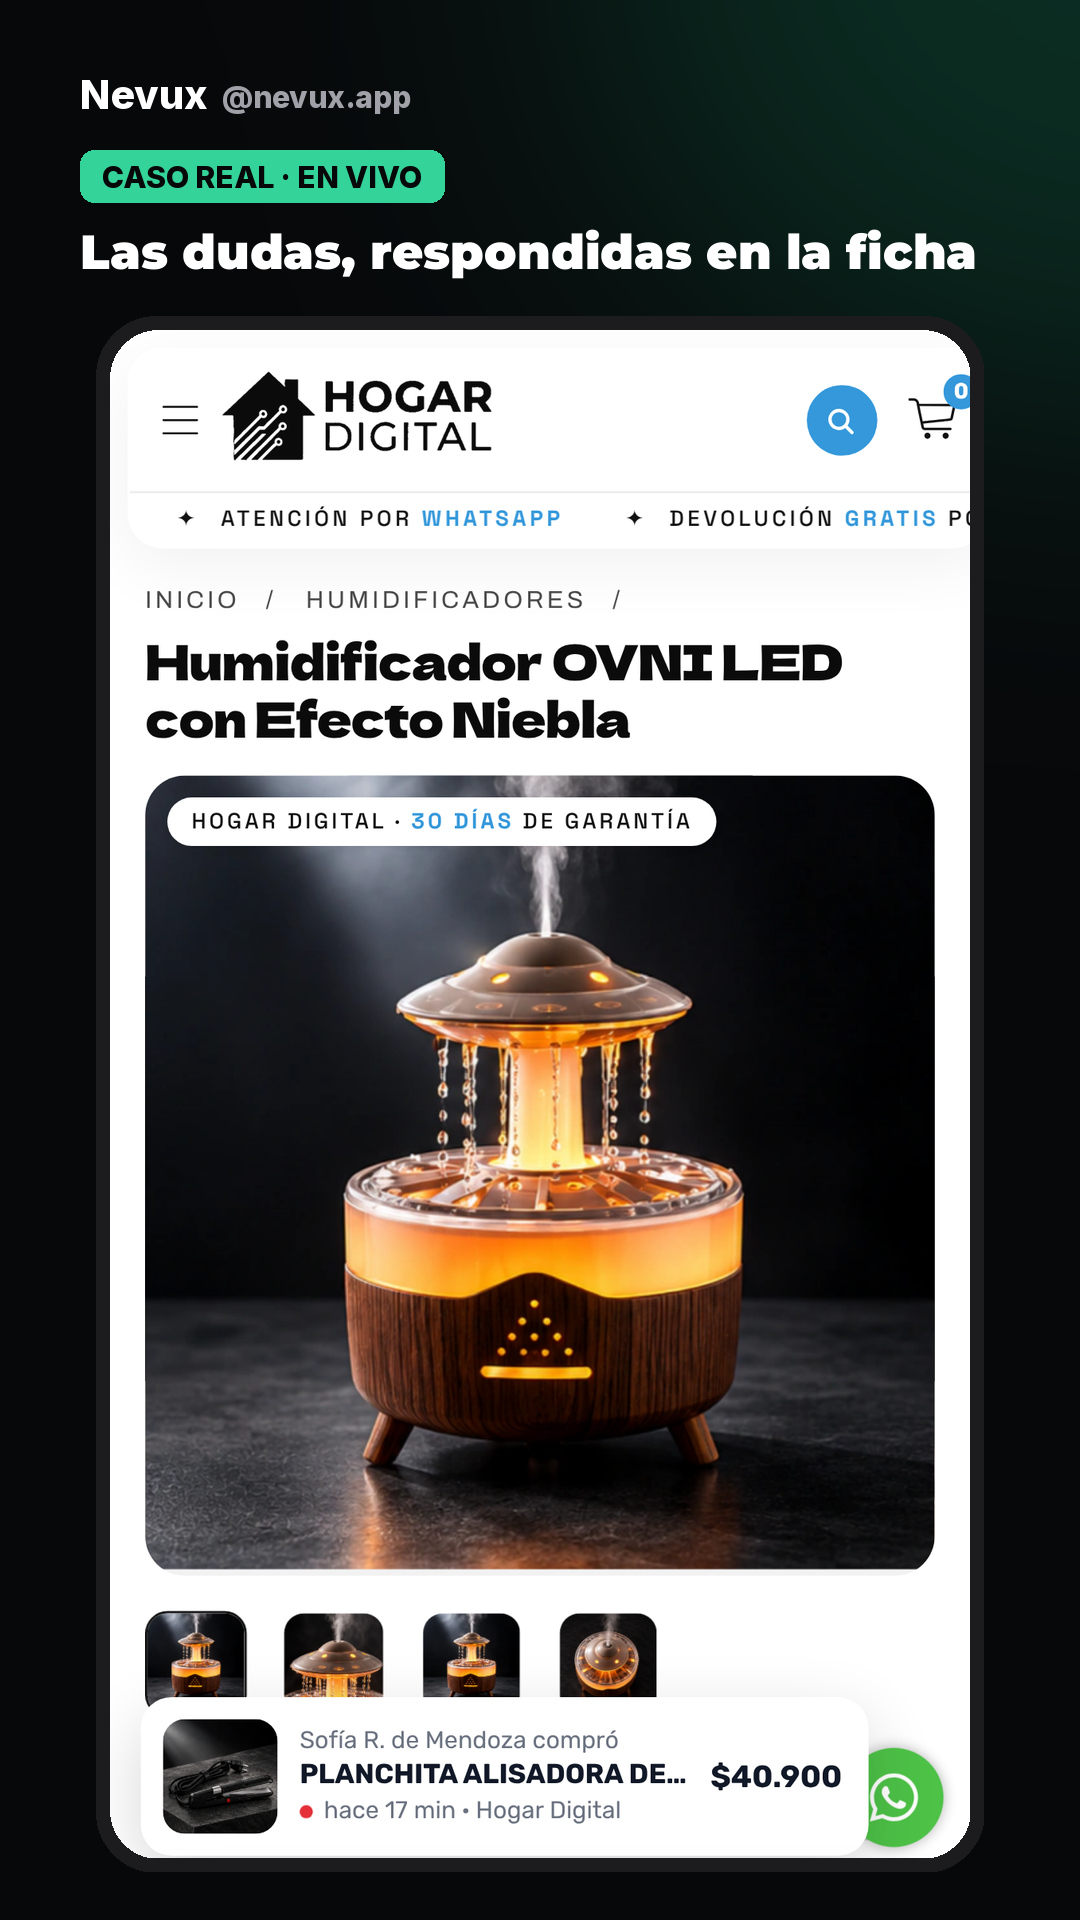 Nevux @nevux.app
CASO REAL · EN VIVO
Las dudas, respondidas en la ficha
HOGAR
DIGITAL
0
✦ ATENCIÓN POR WHATSAPP ✦ DEVOLUCIÓN GRATIS
INICIO / HUMIDIFICADORES /
Humidificador OVNI LED
con Efecto Niebla
HOGAR DIGITAL · 30 DÍAS DE GARANTÍA
Sofía R. de Mendoza compró
PLANCHITA ALISADORA DE... $40.900
hace 17 min • Hogar Digital